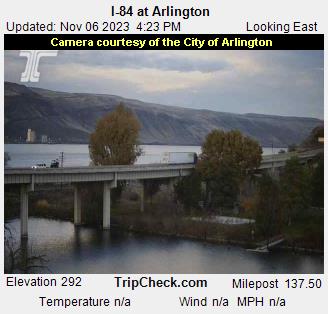 I-84 at Arlington
Updated: Nov 06 2023 4:23 PM Looking East
Camera courtesy of the City of Arlington
Elevation 292 TripCheck.com Milepost 137.50
Temperature n/a Wind n/a MPH n/a